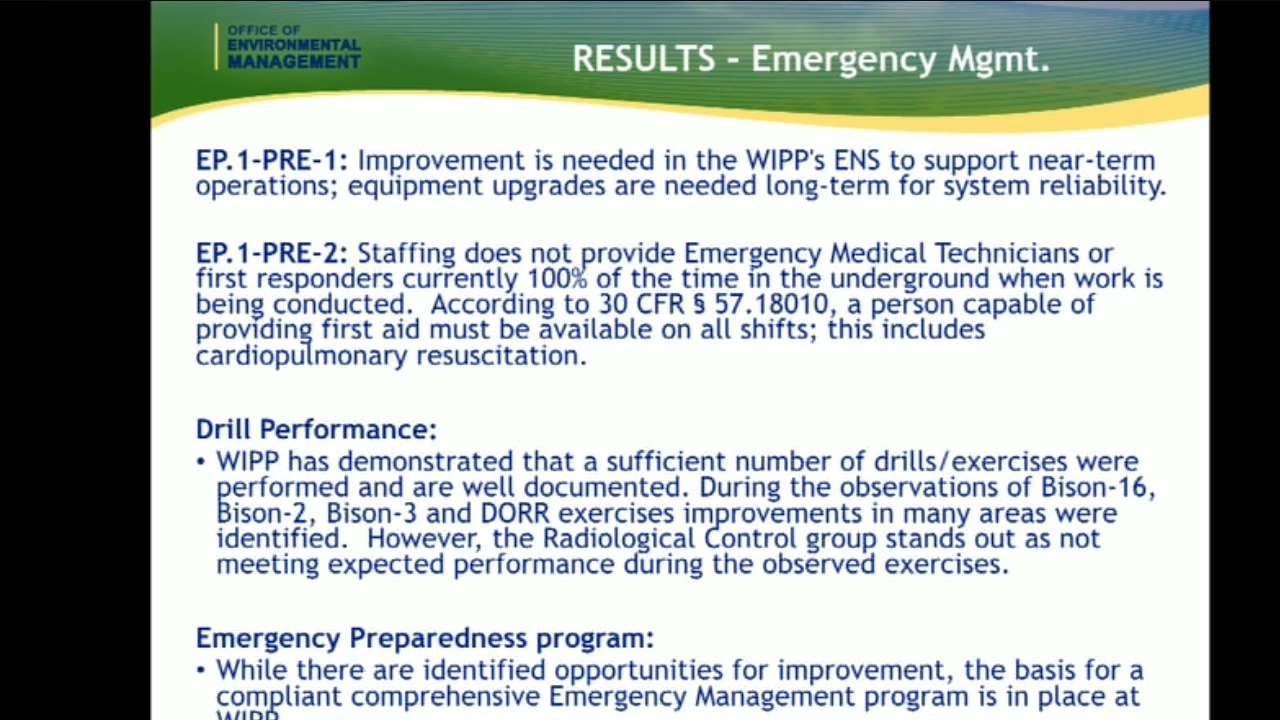 OFFICE OF
ENVIRONMENTAL
MANAGEMENT
RESULTS - Emergency Mgmt.
EP.1-PRE-1: Improvement is needed in the WIPP's ENS to support near-term
operations; equipment upgrades are needed long-term for system reliability.
EP.1-PRE-2: Staffing does not provide Emergency Medical Technicians or
first responders currently 100% of the time in the underground when work is
being conducted.  According to 30 CFR § 57.18010, a person capable of
providing first aid must be available on all shifts; this includes
cardiopulmonary resuscitation.
Drill Performance:
• WIPP has demonstrated that a sufficient number of drills/exercises were
performed and are well documented. During the observations of Bison-16,
Bison-2, Bison-3 and DORR exercises improvements in many areas were
identified.  However, the Radiological Control group stands out as not
meeting expected performance during the observed exercises.
Emergency Preparedness program:
• While there are identified opportunities for improvement, the basis for a
compliant comprehensive Emergency Management program is in place at
WIPP